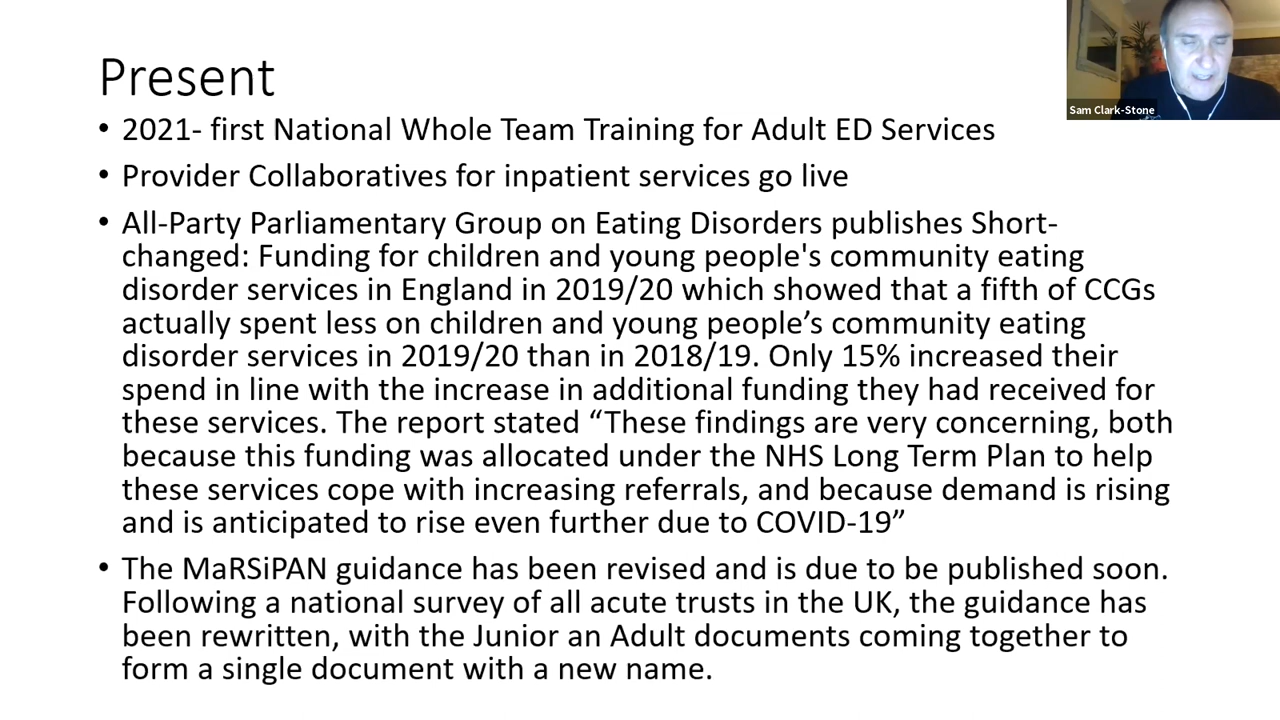 Present
• 2021- first National Whole Team Training for Adult ED Services
• Provider Collaboratives for inpatient services go live
• All-Party Parliamentary Group on Eating Disorders publishes Short-
changed: Funding for children and young people's community eating
disorder services in England in 2019/20 which showed that a fifth of CCGs
actually spent less on children and young people’s community eating
disorder services in 2019/20 than in 2018/19. Only 15% increased their
spend in line with the increase in additional funding they had received for
these services. The report stated “These findings are very concerning, both
because this funding was allocated under the NHS Long Term Plan to help
these services cope with increasing referrals, and because demand is rising
and is anticipated to rise even further due to COVID-19”
• The MaRSiPAN guidance has been revised and is due to be published soon.
Following a national survey of all acute trusts in the UK, the guidance has
been rewritten, with the Junior an Adult documents coming together to
form a single document with a new name.
Sam Clark-Stone